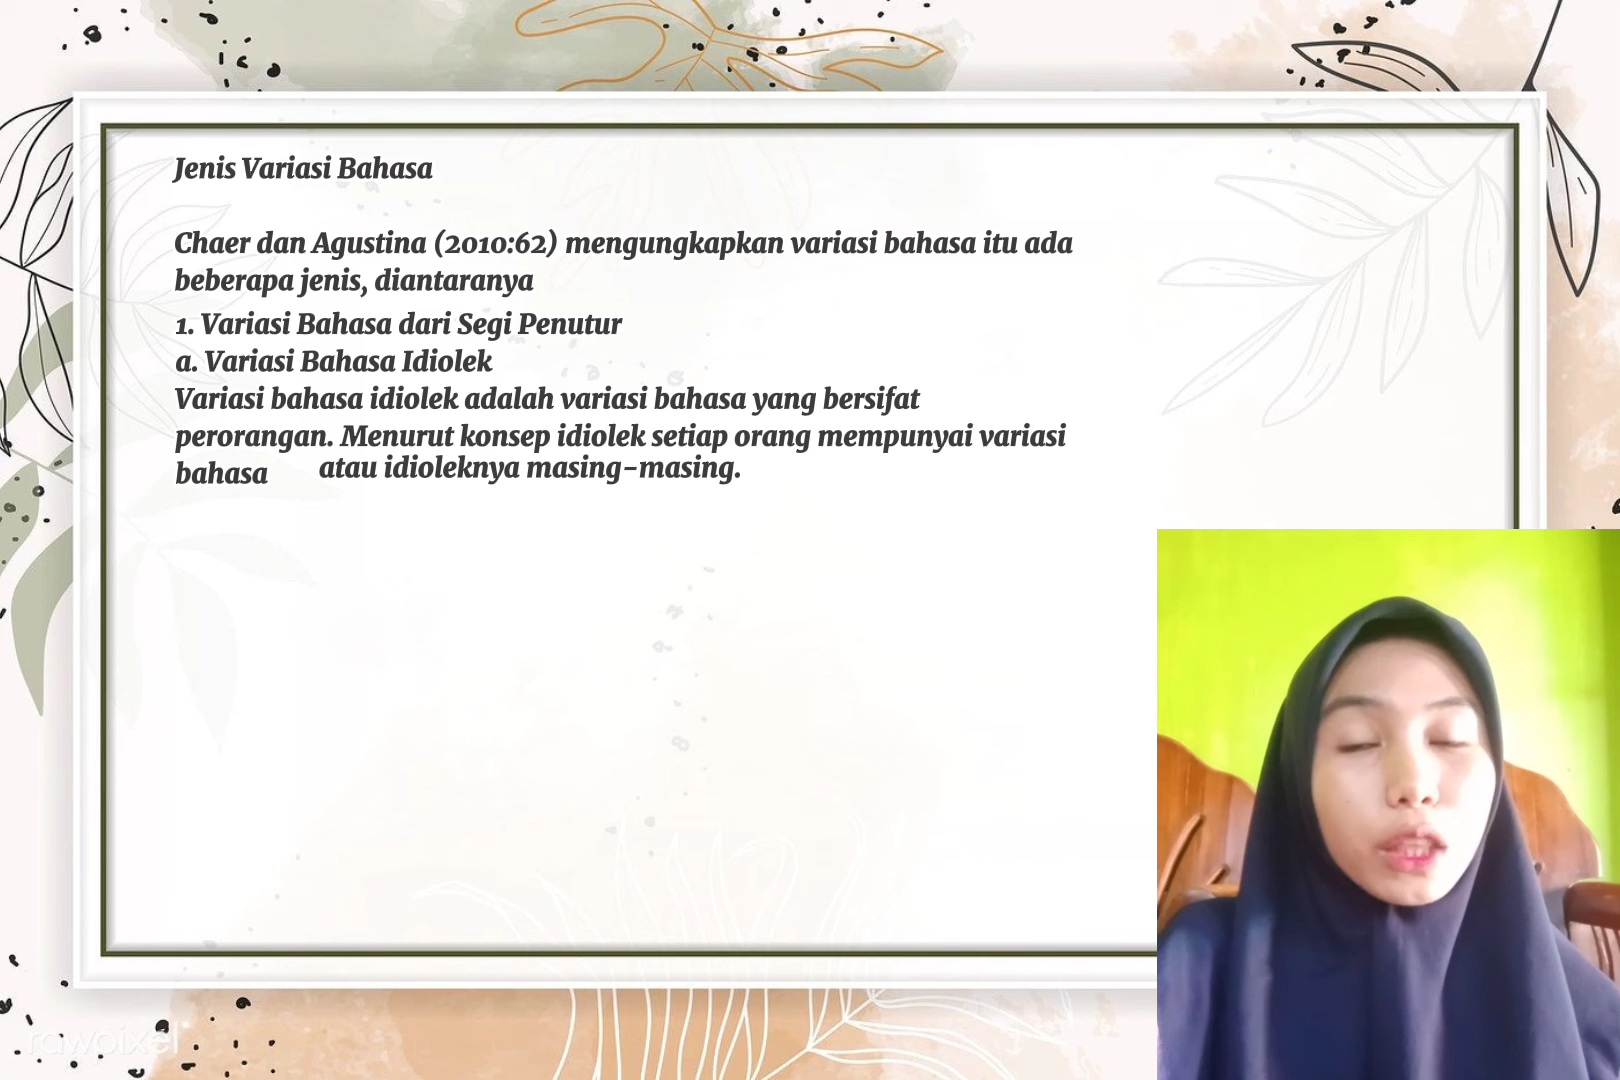 Jenis Variasi Bahasa
Chaer dan Agustina (2010:62) mengungkapkan variasi bahasa itu ada
beberapa jenis, diantaranya
1. Variasi Bahasa dari Segi Penutur
a. Variasi Bahasa Idiolek
Variasi bahasa idiolek adalah variasi bahasa yang bersifat
perorangan. Menurut konsep idiolek setiap orang mempunyai variasi
bahasa atau idioleknya masing-masing.
rawpixel